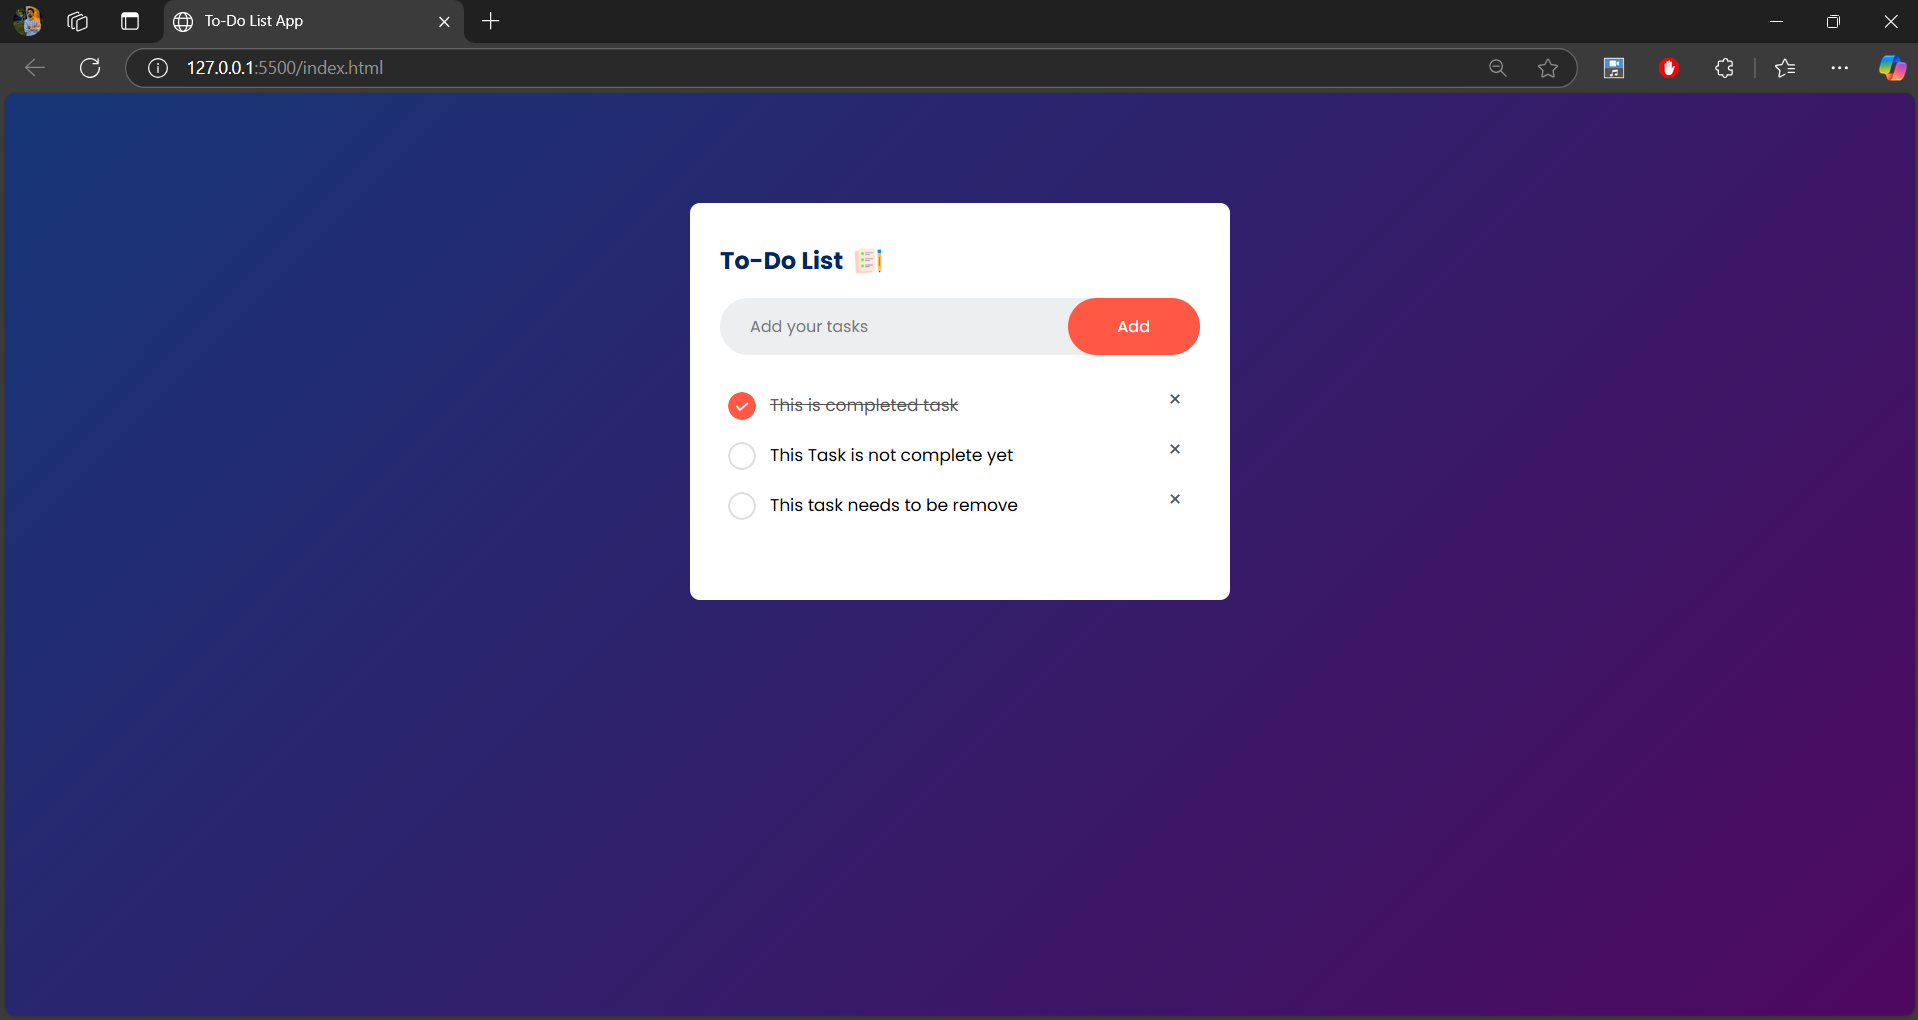 To-Do List App
127.0.0.1:5500/index.html
To-Do List
Add your tasks
Add
This is completed task
This Task is not complete yet
This task needs to be remove